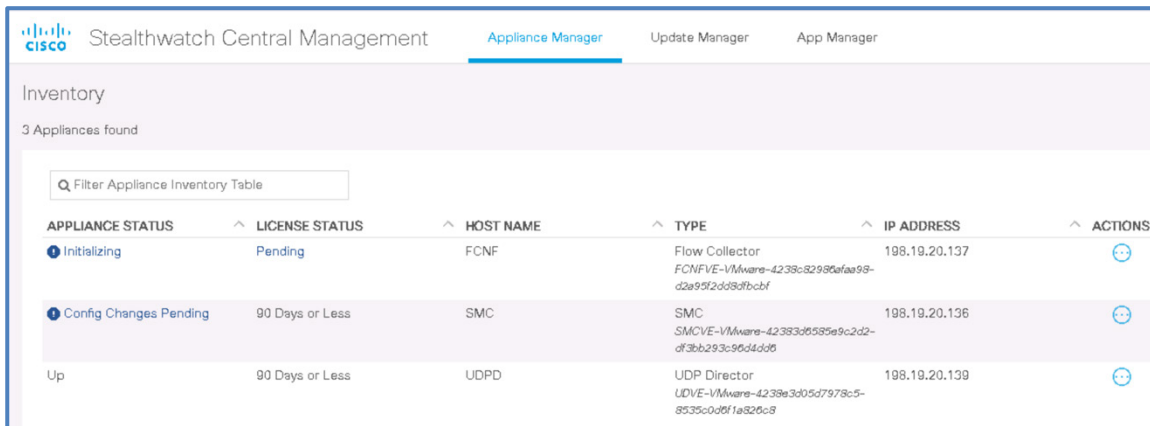 CISCO Stealthwatch Central Management Appliance Manager Update Manager App Manager
Inventory
3 Appliances found
Filter Appliance Inventory Table
APPLIANCE STATUS LICENSE STATUS HOST NAME TYPE IP ADDRESS ACTIONS
Initializing Pending FCNF Flow Collector 198.19.20.137
FCNFVE-VMware-4238c82986afaa98-
d2a95f2dd8dfbcbf
Config Changes Pending 90 Days or Less SMC SMC 198.19.20.136
SMCVE-VMware-42383d6585e9c2d2-
df3bb293c96d4dd6
Up 90 Days or Less UDPD UDP Director 198.19.20.139
UDVE-VMware-4238e3d05d7978c5-
8535c0d6f1a826c8